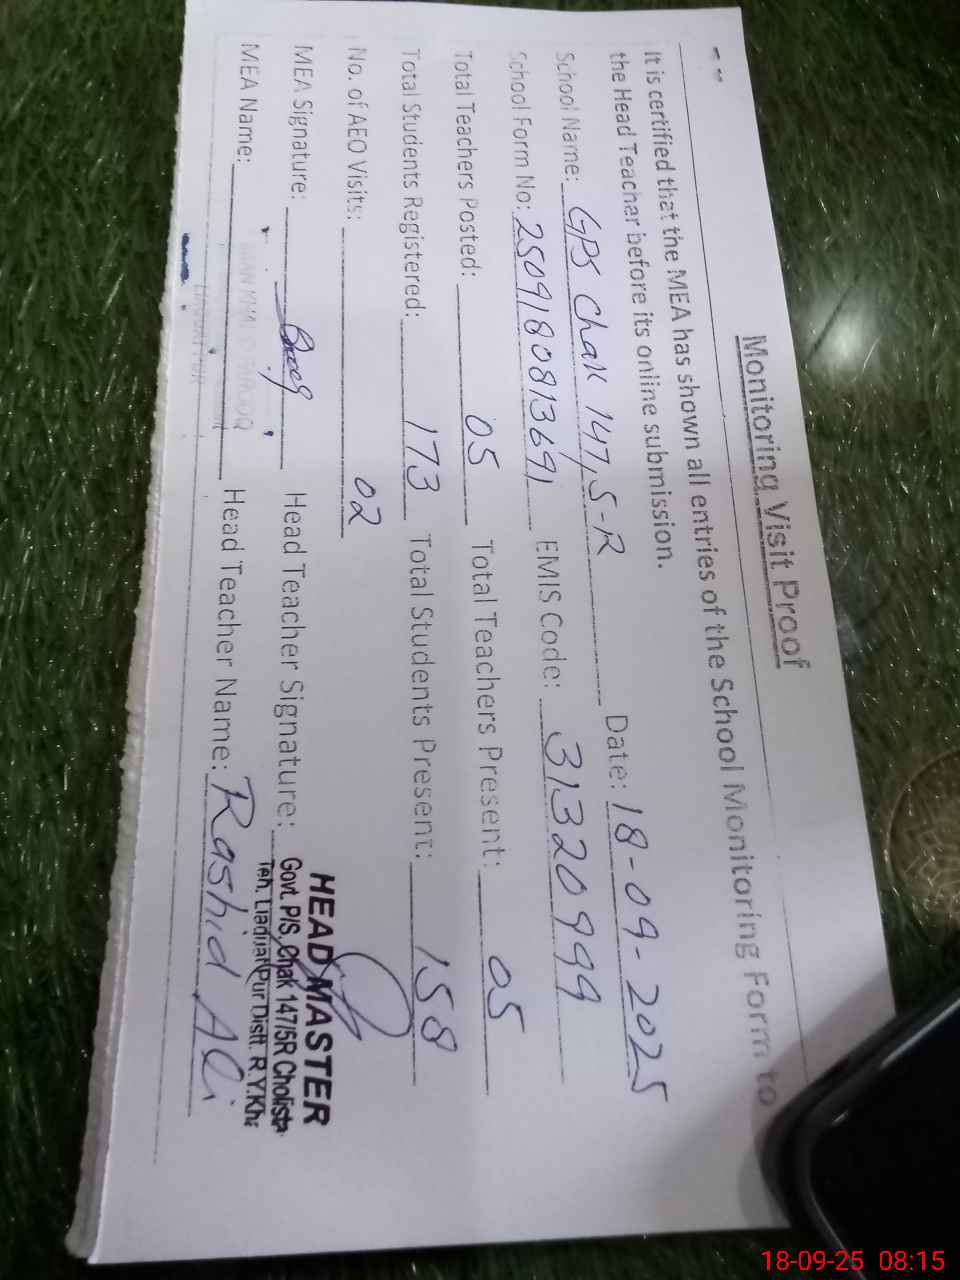 Monitoring Visit Proof
It is certified that the MEA has shown all entries of the School Monitoring Form to
the Head Teacher before its online submission.
School Name: GPS Chak 147,5-R Date: 18-09-2025
School Form No: 2509180813691 EMIS Code: 31320999
Total Teachers Posted: 05 Total Teachers Present: 05
Total Students Registered: 173 Total Students Present: 158
No. of AEO Visits: 02
MEA Signature: Head Teacher Signature:
HEAD MASTER
Govt. P/S. Chak 147/5R Cholista
Teh. Liaquat Pur Distt. R.Y.Kha
MEA Name: Head Teacher Name: Rashid Ali
18-09-25 08:15